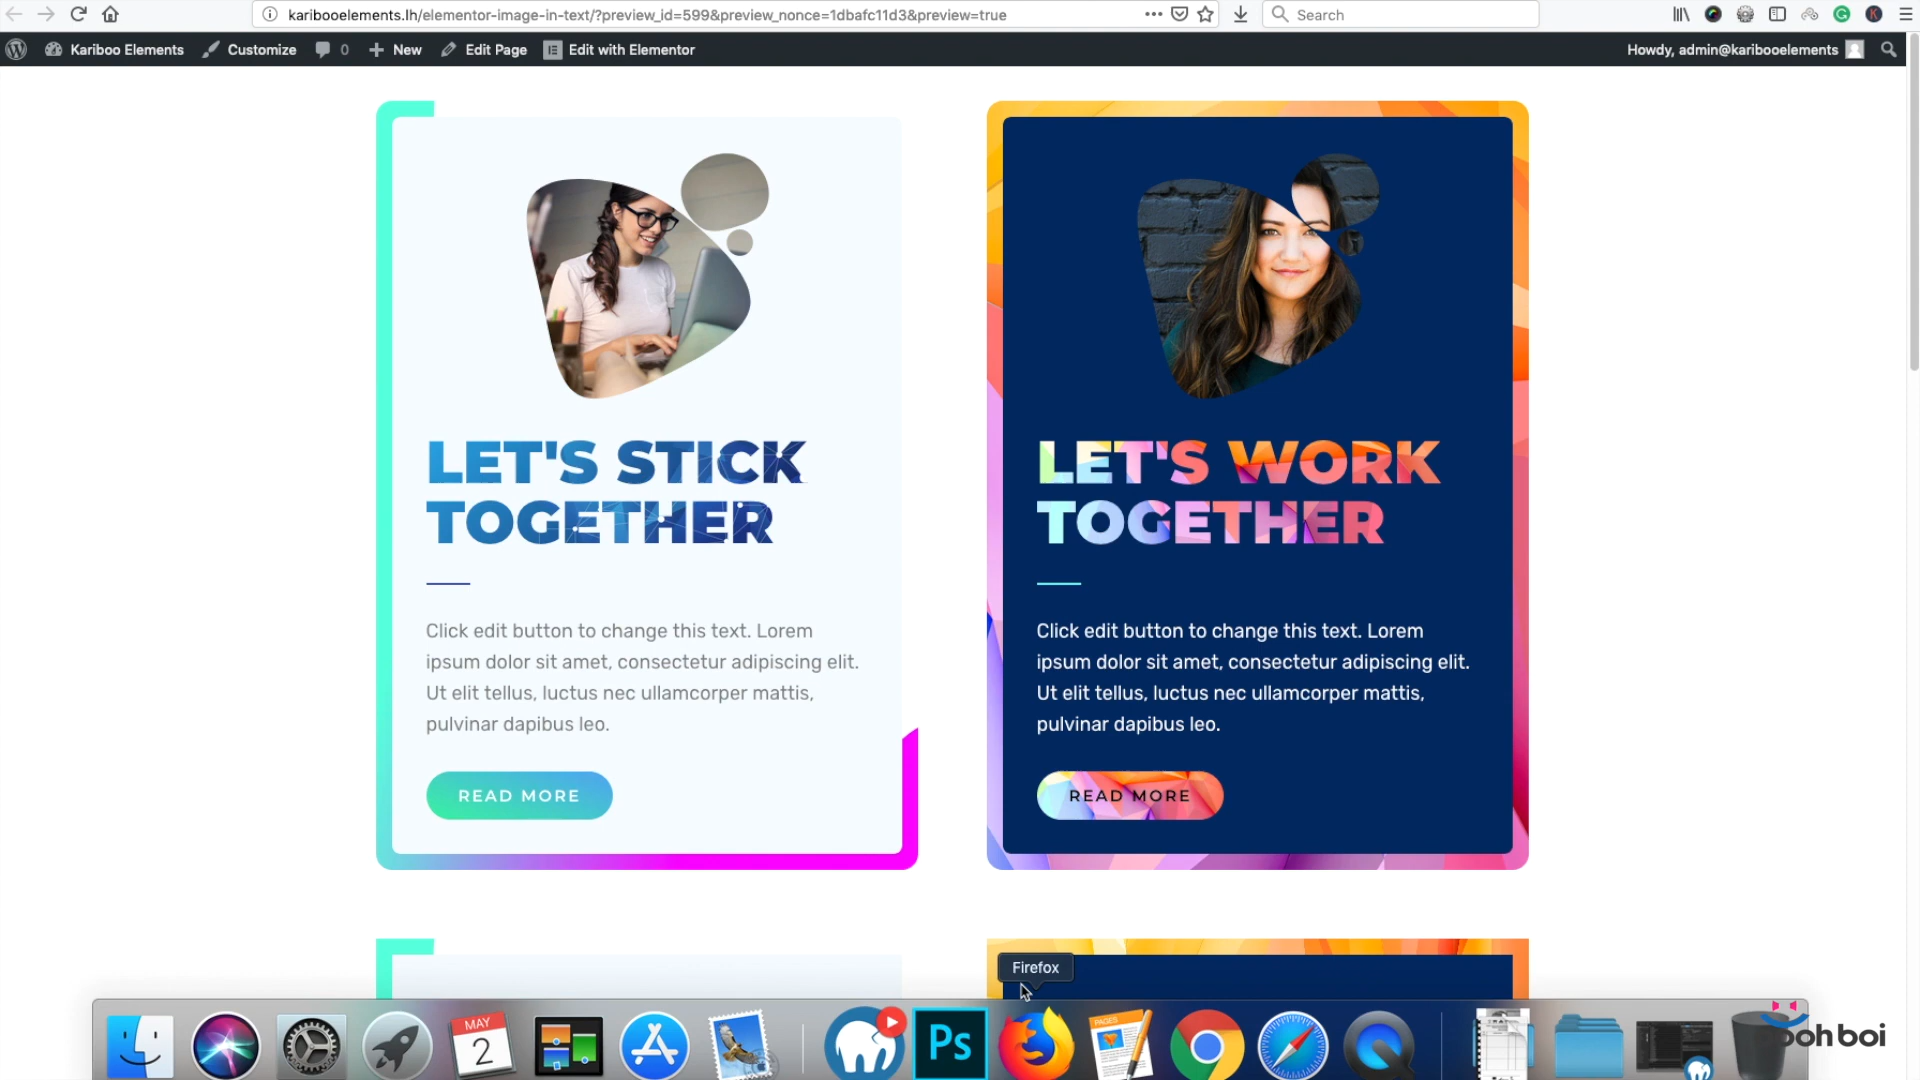 karibooelements.lh/elementor-image-in-text/?preview_id=599&preview_nonce=1dbafc11d3&preview=true
Search
Kariboo Elements
Customize
0
New
Edit Page
Edit with Elementor
Howdy, admin@karibooelements
LET'S STICK
TOGETHER
Click edit button to change this text. Lorem
ipsum dolor sit amet, consectetur adipiscing elit.
Ut elit tellus, luctus nec ullamcorper mattis,
pulvinar dapibus leo.
READ MORE
LET'S WORK
TOGETHER
Click edit button to change this text. Lorem
ipsum dolor sit amet, consectetur adipiscing elit.
Ut elit tellus, luctus nec ullamcorper mattis,
pulvinar dapibus leo.
READ MORE
Firefox
MAY
2
Ps
PAGES
ooh boi